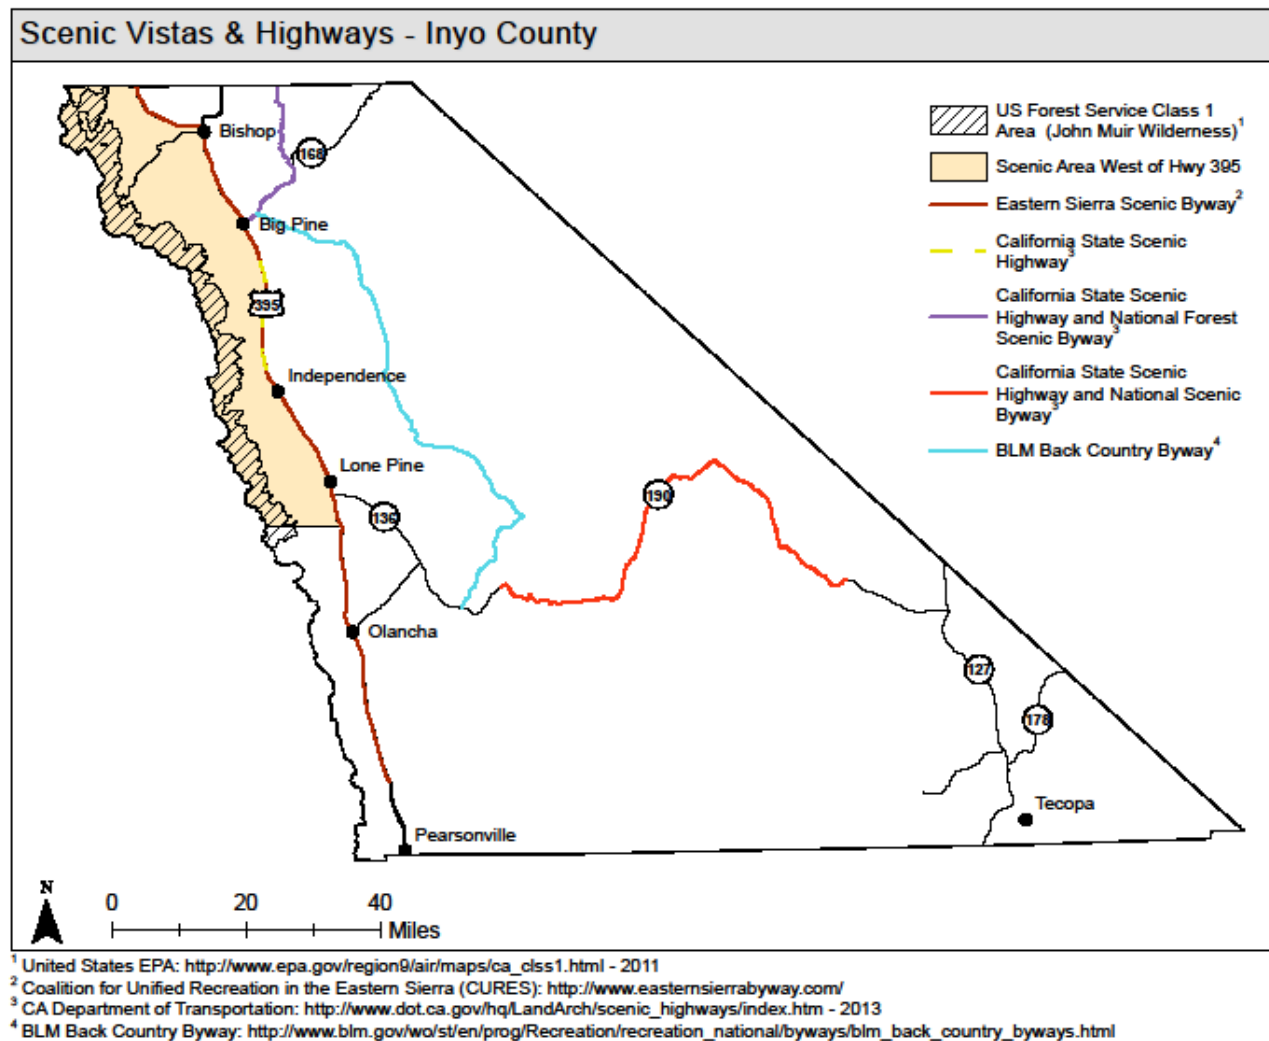 Scenic Vistas & Highways - Inyo County
US Forest Service Class 1
Area (John Muir Wilderness)1
Scenic Area West of Hwy 395
Eastern Sierra Scenic Byway2
California State Scenic
Highway3
California State Scenic
Highway and National Forest
Scenic Byway3
California State Scenic
Highway and National Scenic
Byway3
BLM Back Country Byway4
Bishop
168
Big Pine
395
Independence
Lone Pine
136
190
Olancha
127
178
Tecopa
Pearsonville
N
0 20 40
Miles
1 United States EPA: http://www.epa.gov/region9/air/maps/ca_clss1.html - 2011
2 Coalition for Unified Recreation in the Eastern Sierra (CURES): http://www.easternsierrabyway.com/
3 CA Department of Transportation: http://www.dot.ca.gov/hq/LandArch/scenic_highways/index.htm - 2013
4 BLM Back Country Byway: http://www.blm.gov/wo/st/en/prog/Recreation/recreation_national/byways/blm_back_country_byways.html